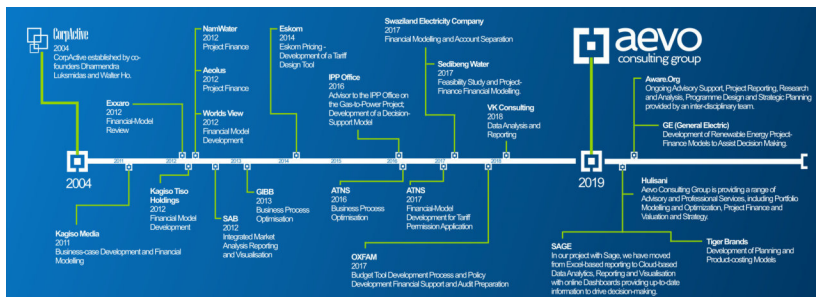 CorpActive
2004
CorpActive established by co-
founders Dharmendra
Lukamidas and Walter Ho.
Exxaro
2012
Financial-Model
Review
NamWater
2012
Project Finance
Aeolus
2012
Project Finance
Worlds View
2012
Financial Model
Development
Eskom
2014
Eskom Pricing -
Development of a Tariff
Design Tool
IPP Office
2016
Advisor to the IPP Office on
the Gas-to-Power Project;
Development of a Decision-
Support Model
Swaziland Electricity Company
2017
Financial Modelling and Account Separation
Sedibeng Water
2017
Feasibility Study and Project-
Finance Financial Modelling.
VK Consulting
2018
Data Analysis and
Reporting
aevo
consulting group
Aware.Org
Ongoing Advisory Support, Project Reporting, Research
and Analysis, Programme Design and Strategic Planning
provided by an inter-disciplinary team.
GE (General Electric)
Development of Renewable Energy Project-
Finance Models to Assist Decision Making.
2004
2011
2012
2013
2014
2015
2016
2017
2018
2019
Kagiso Media
2011
Business-case Development and Financial
Modelling
Kagiso Tiso
Holdings
2012
Financial Model
Development
SAB
2012
Integrated Market
Analysis Reporting
and Visualisation
GIBB
2013
Business Process
Optimisation
ATNS
2016
Business Process
Optimisation
ATNS
2017
Financial-Model
Development for Tariff
Permission Application
OXFAM
2017
Budget Tool Development Process and Policy
Development Financial Support and Audit Preparation
Hulisani
Aevo Consulting Group is providing a range of
Advisory and Professional Services, including Portfolio
Modelling and Optimization, Project Finance and
Valuation and Strategy.
SAGE
In our project with Sage, we have moved
from Excel-based reporting to Cloud-based
Data Analytics, Reporting and Visualisation
with online Dashboards providing up-to-date
information to drive decision-making.
Tiger Brands
Development of Planning and
Product-costing Models